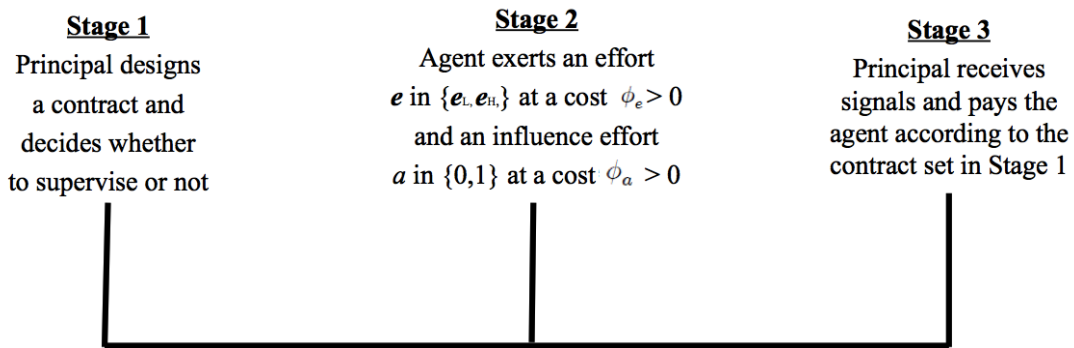 Stage 1
Principal designs
a contract and
decides whether
to supervise or not
Stage 2
Agent exerts an effort
e in {eL, eH,} at a cost ϕe > 0
and an influence effort
a in {0,1} at a cost ϕa > 0
Stage 3
Principal receives
signals and pays the
agent according to the
contract set in Stage 1